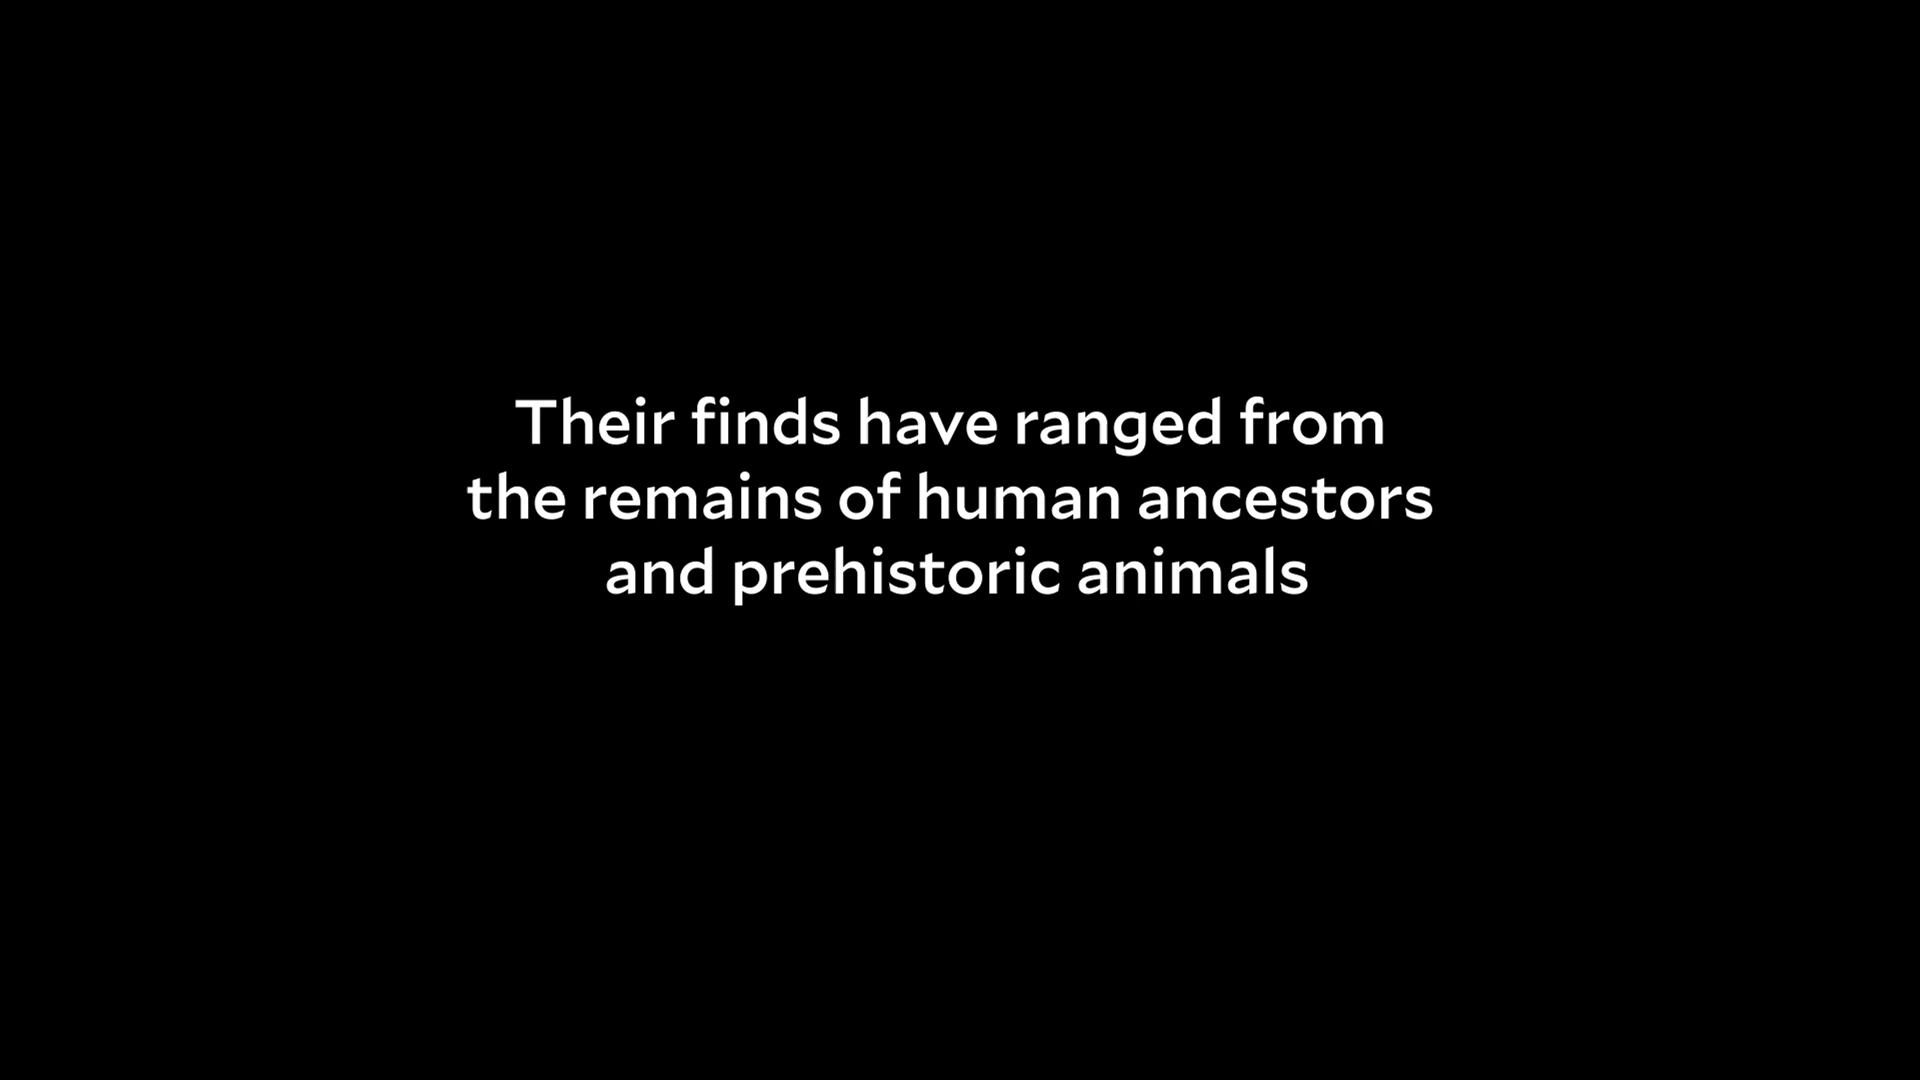 Their finds have ranged from
the remains of human ancestors
and prehistoric animals